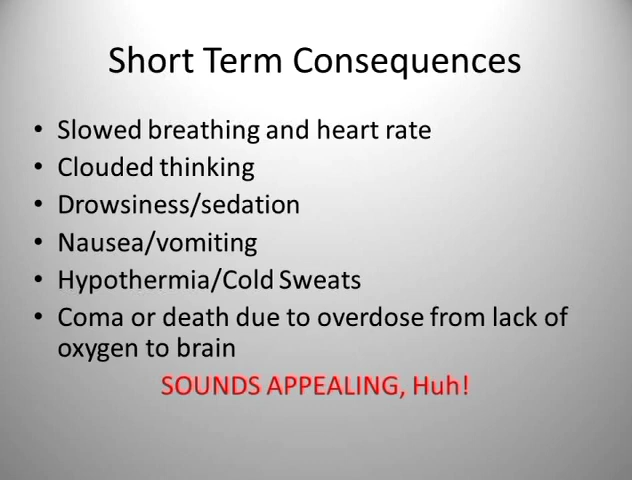 Short Term Consequences
• Slowed breathing and heart rate
• Clouded thinking
• Drowsiness/sedation
• Nausea/vomiting
• Hypothermia/Cold Sweats
• Coma or death due to overdose from lack of
oxygen to brain
SOUNDS APPEALING, Huh!